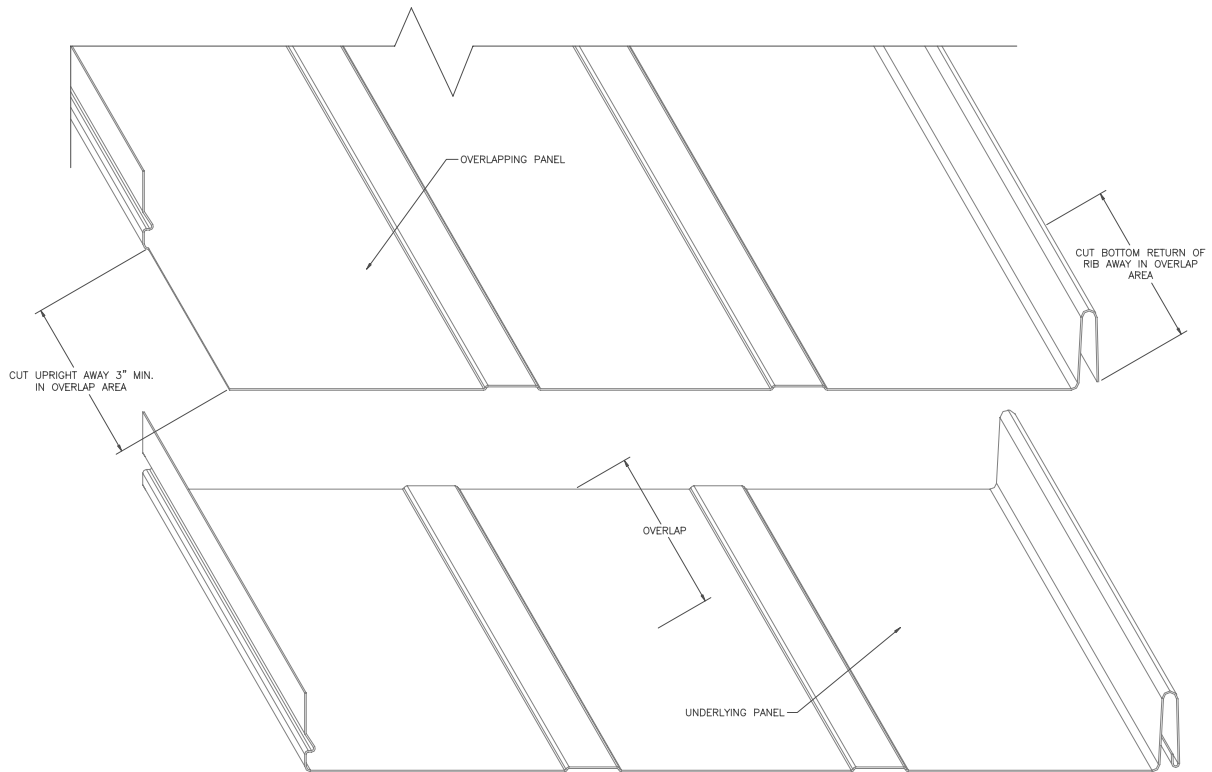 OVERLAPPING PANEL
CUT BOTTOM RETURN OF
RIB AWAY IN OVERLAP
AREA
CUT UPRIGHT AWAY 3" MIN.
IN OVERLAP AREA
OVERLAP
UNDERLYING PANEL